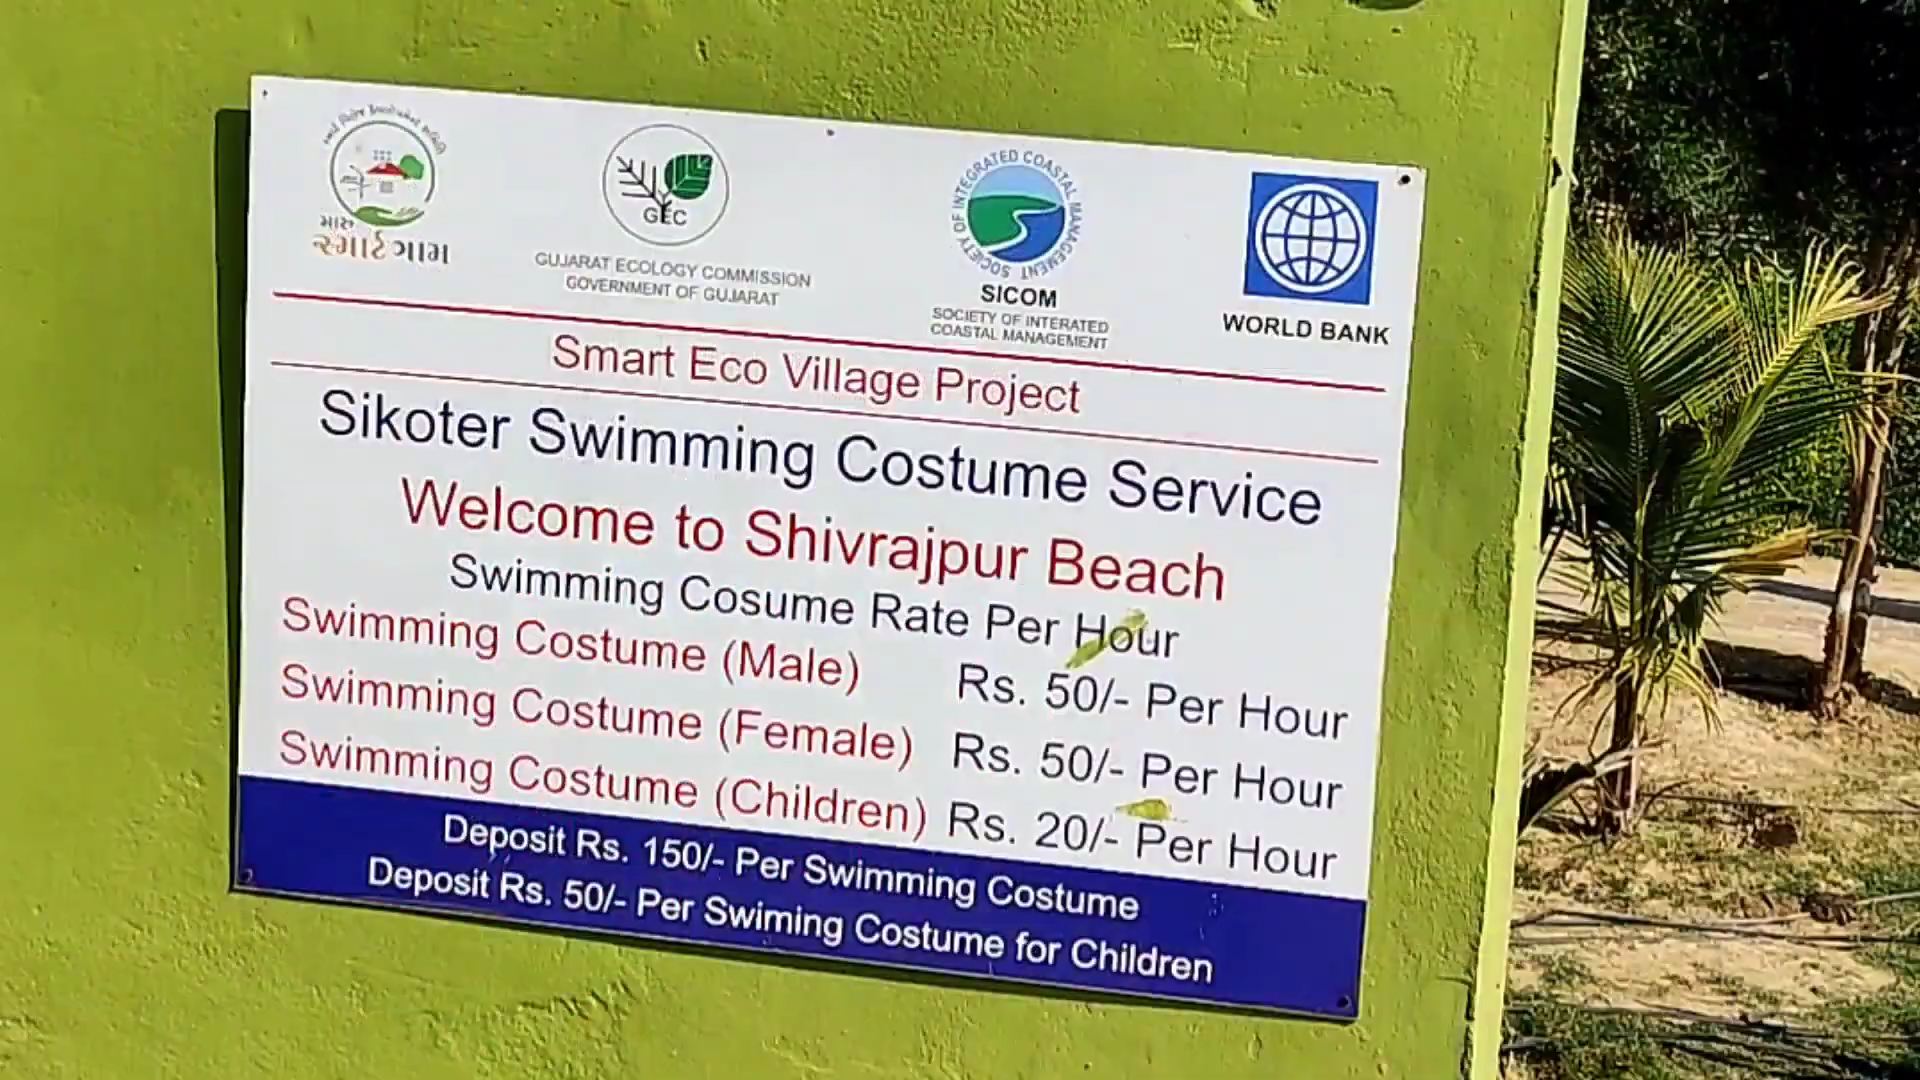 મારુ
સ્માર્ટ ગામ
GEC
GUJARAT ECOLOGY COMMISSION
GOVERNMENT OF GUJARAT
SOCIETY OF INTEGRATED COASTAL MANAGEMENT
SICOM
SOCIETY OF INTERATED
COASTAL MANAGEMENT
WORLD BANK
Smart Eco Village Project
Sikoter Swimming Costume Service
Welcome to Shivrajpur Beach
Swimming Cosume Rate Per Hour
Swimming Costume (Male) Rs. 50/- Per Hour
Swimming Costume (Female) Rs. 50/- Per Hour
Swimming Costume (Children) Rs. 20/- Per Hour
Deposit Rs. 150/- Per Swimming Costume
Deposit Rs. 50/- Per Swiming Costume for Children